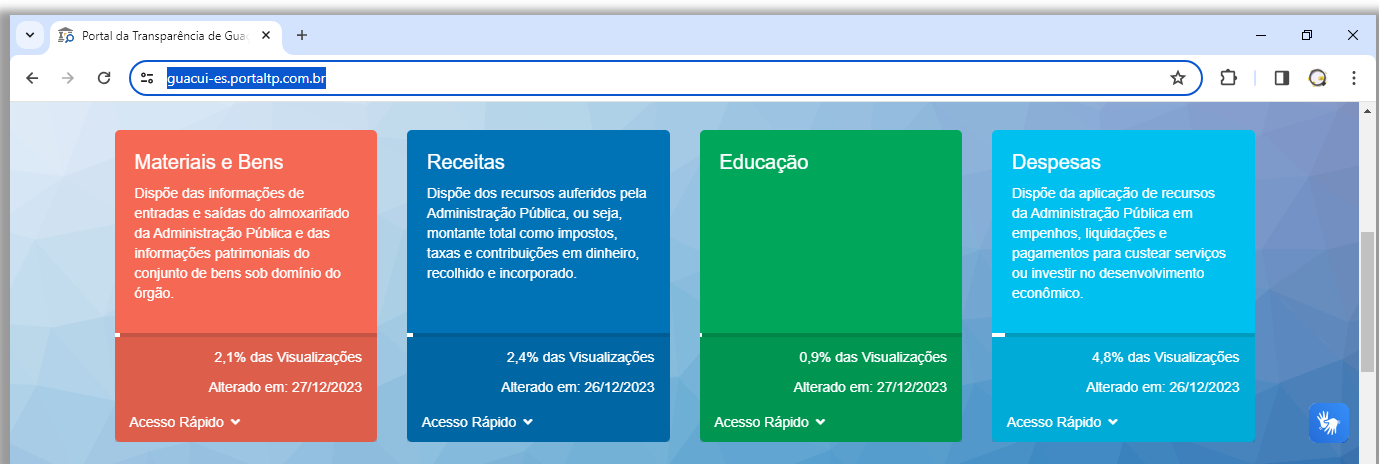 Portal da Transparência de Guaç
guacui-es.portaltp.com.br
Materiais e Bens
Dispõe das informações de
entradas e saídas do almoxarifado
da Administração Pública e das
informações patrimoniais do
conjunto de bens sob domínio do
órgão.
2,1% das Visualizações
Alterado em: 27/12/2023
Acesso Rápido
Receitas
Dispõe dos recursos auferidos pela
Administração Pública, ou seja,
montante total como impostos,
taxas e contribuições em dinheiro,
recolhido e incorporado.
2,4% das Visualizações
Alterado em: 26/12/2023
Acesso Rápido
Educação
0,9% das Visualizações
Alterado em: 27/12/2023
Acesso Rápido
Despesas
Dispõe da aplicação de recursos
da Administração Pública em
empenhos, liquidações e
pagamentos para custear serviços
ou investir no desenvolvimento
econômico.
4,8% das Visualizações
Alterado em: 26/12/2023
Acesso Rápido